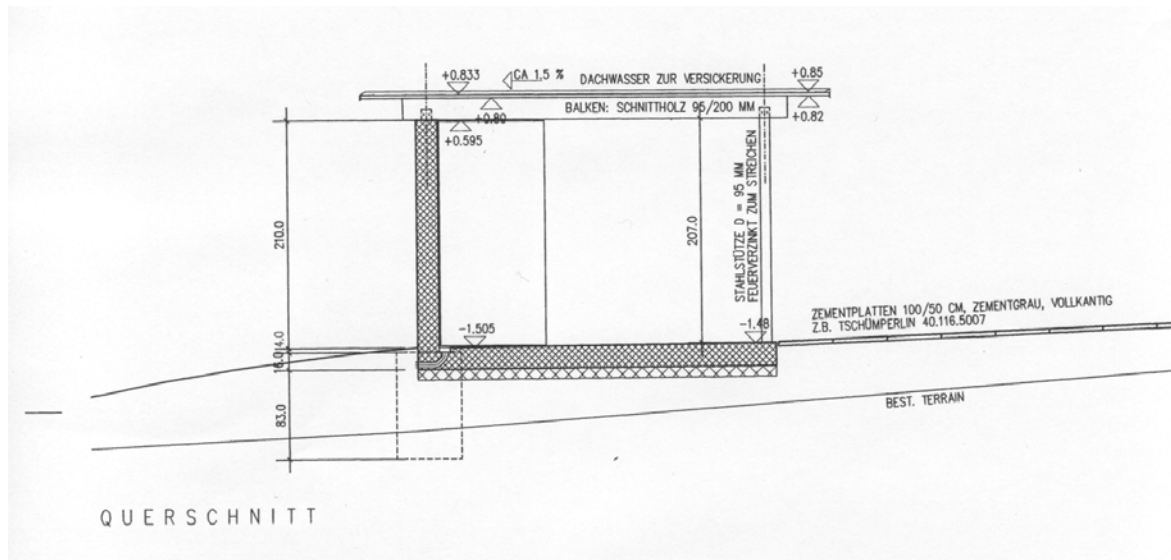 +0.833
CA 1.5 %
DACHWASSER ZUR VERSICKERUNG
+0.85
BALKEN: SCHNITTHOLZ 95/200 MM
+0.80
+0.82
+0.595
210.0
207.0
STAHLSTÜTZE D = 95 MM
FEUERVERZINKT ZUM STREICHEN
-1.505
-1.48
ZEMENTPLATTEN 100/50 CM, ZEMENTGRAU, VOLLKANTIG
Z.B. TSCHÜMPERLIN 40.116.5007
4.0
16.0
83.0
BEST. TERRAIN
QUERSCHNITT